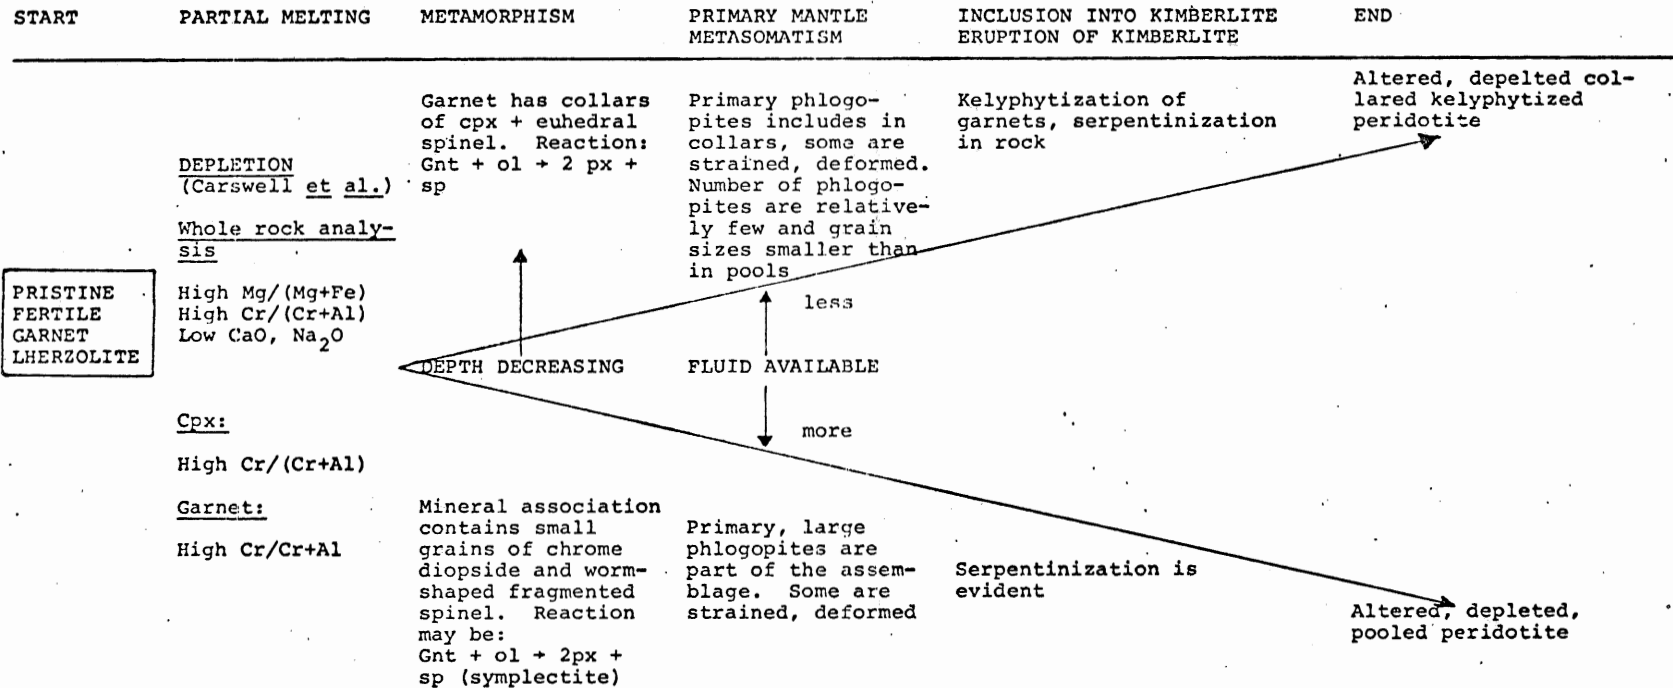 START
PARTIAL MELTING
METAMORPHISM
PRIMARY MANTLE
METASOMATISM
INCLUSION INTO KIMBERLITE
ERUPTION OF KIMBERLITE
END
PRISTINE
FERTILE
GARNET
LHERZOLITE
DEPLETION
(Carswell et al.)
Whole rock analy-
sis
High Mg/(Mg+Fe)
High Cr/(Cr+Al)
Low CaO, Na2O
Cpx:
High Cr/(Cr+Al)
Garnet:
High Cr/Cr+Al
Garnet has collars
of cpx + euhedral
spinel. Reaction:
Gnt + ol → 2 px +
sp
DEPTH DECREASING
Mineral association
contains small
grains of chrome
diopside and worm-
shaped fragmented
spinel. Reaction
may be:
Gnt + ol → 2px +
sp (symplectite)
Primary phlogo-
pites includes in
collars, some are
strained, deformed.
Number of phlogo-
pites are relative-
ly few and grain
sizes smaller than
in pools
less
FLUID AVAILABLE
more
Primary, large
phlogopites are
part of the assem-
blage. Some are
strained, deformed
Kelyphytization of
garnets, serpentinization
in rock
Serpentinization is
evident
Altered, depelted col-
lared kelyphytized
peridotite
Altered, depleted,
pooled peridotite